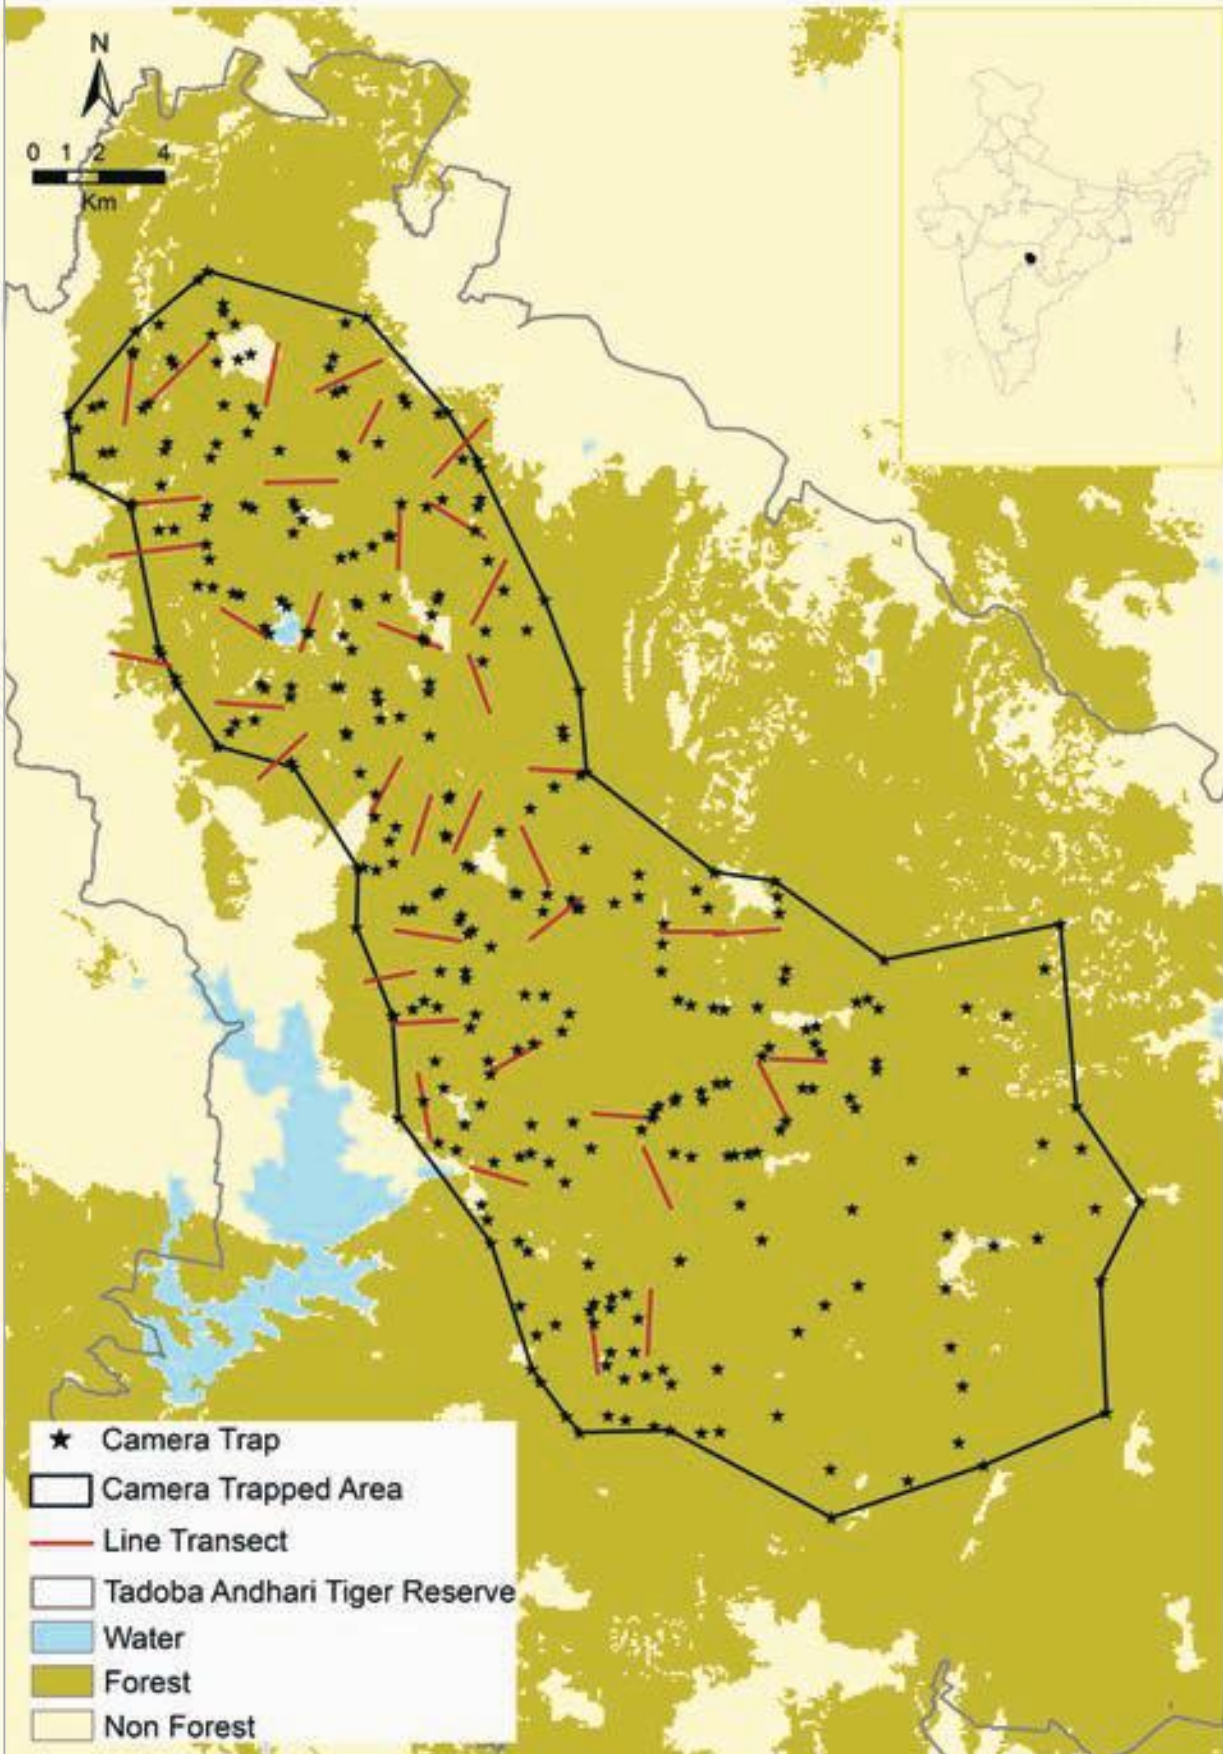 N
0 1 2 4
Km
Camera Trap
Camera Trapped Area
Line Transect
Tadoba Andhari Tiger Reserve
Water
Forest
Non Forest